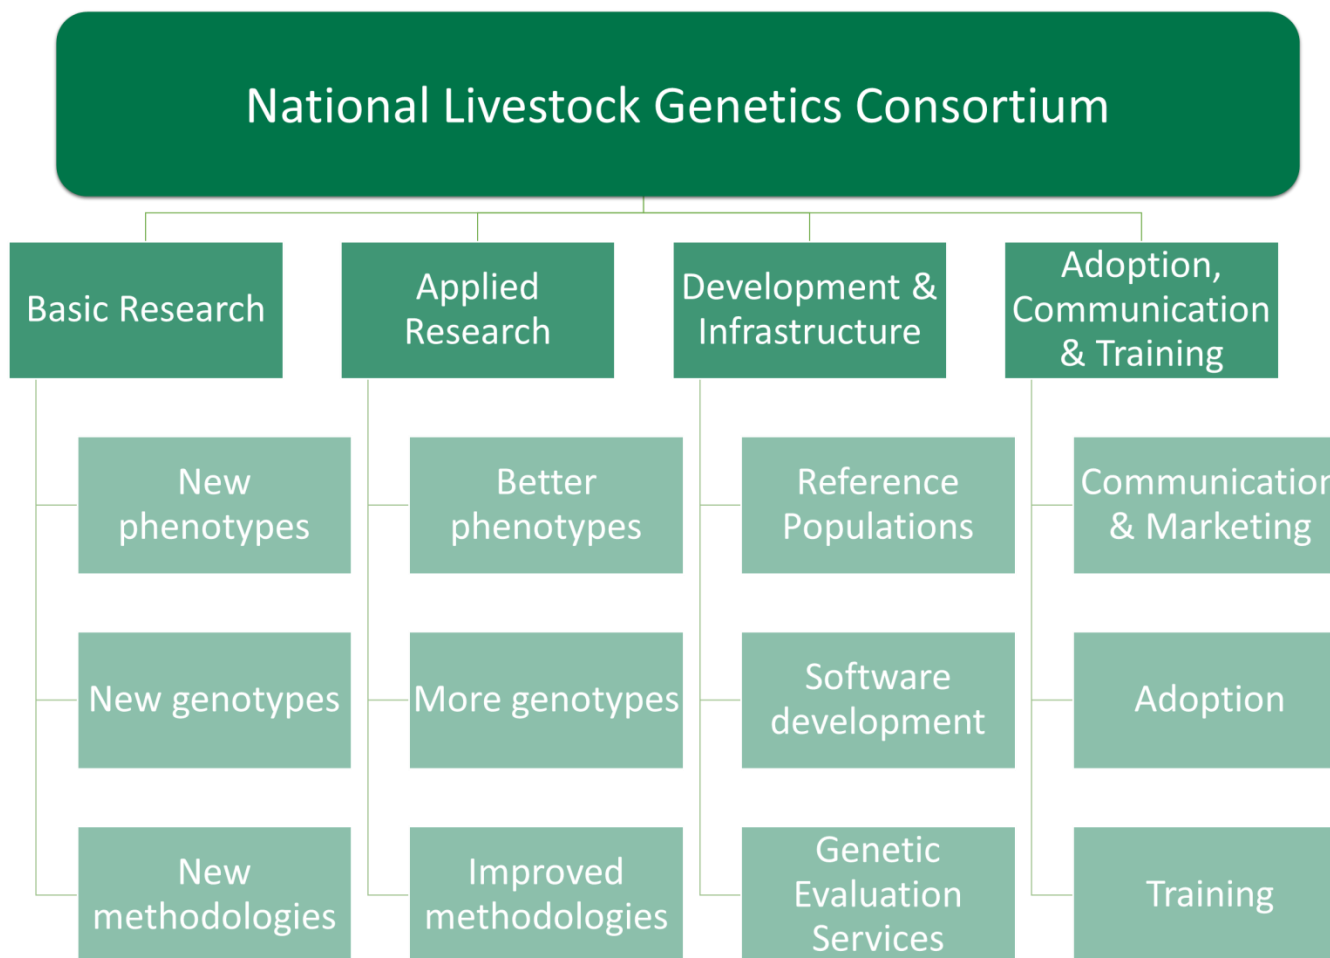 National Livestock Genetics Consortium
Basic Research
Applied
Research
Development &
Infrastructure
Adoption,
Communication
& Training
New
phenotypes
New genotypes
New
methodologies
Better
phenotypes
More genotypes
Improved
methodologies
Reference
Populations
Software
development
Genetic
Evaluation
Services
Communication
& Marketing
Adoption
Training